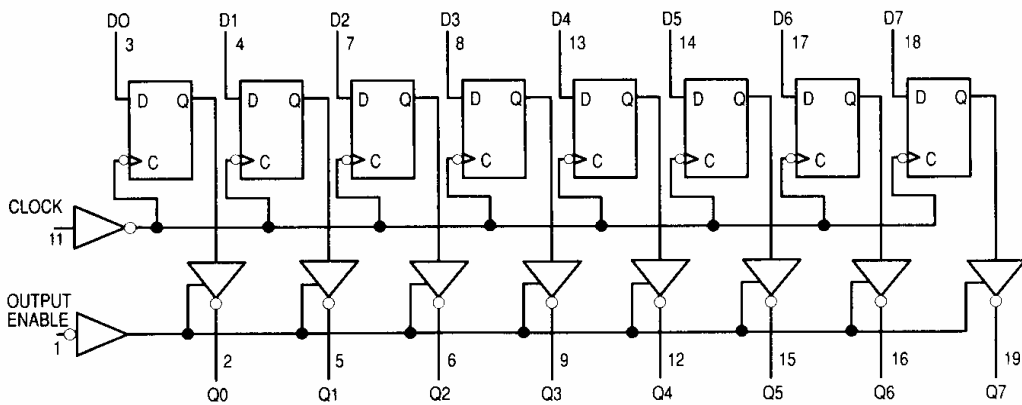 DO D1 D2 D3 D4 D5 D6 D7
3 4 7 8 13 14 17 18
D Q D Q D Q D Q D Q D Q D Q D Q
C C C C C C C C
CLOCK
11
OUTPUT
ENABLE
1
2 5 6 9 12 15 16 19
Q0 Q1 Q2 Q3 Q4 Q5 Q6 Q7